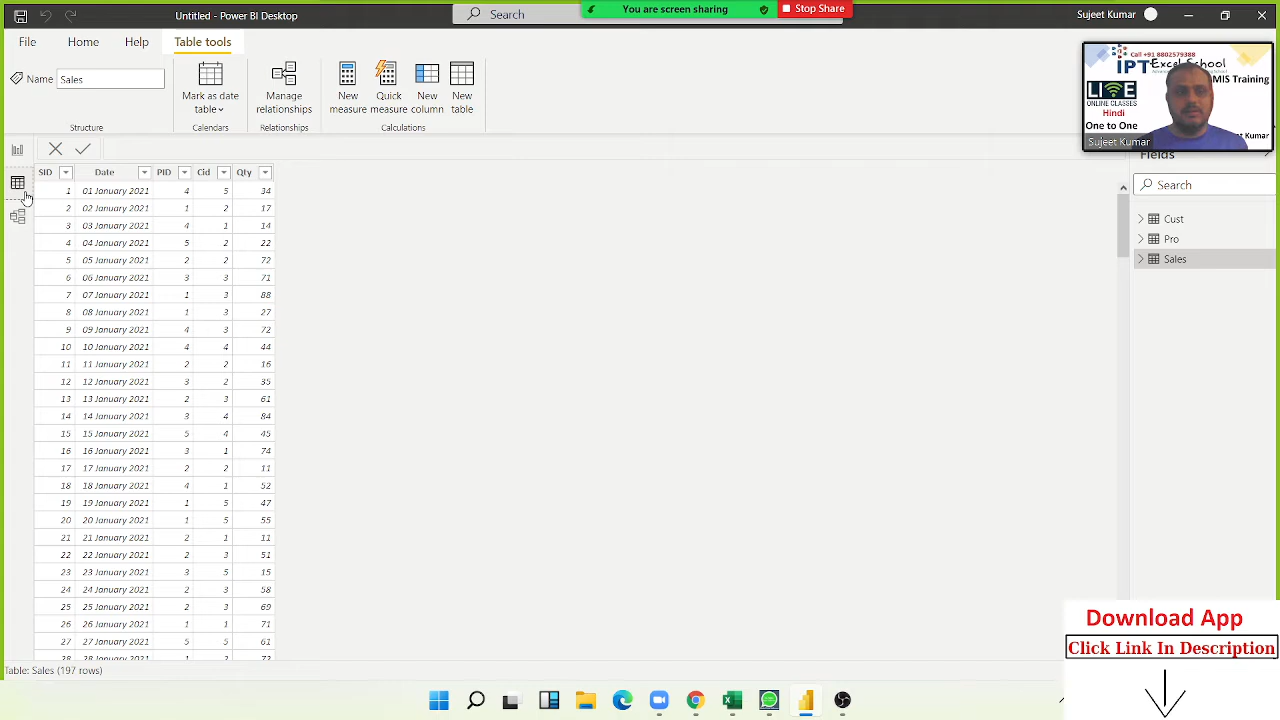 Untitled - Power BI Desktop
Search
You are screen sharing
Stop Share
Sujeet Kumar
File
Home
Help
Table tools
Name
Sales
Mark as date
table
Manage
relationships
New
measure
Quick
measure
New
column
New
table
Structure
Calendars
Relationships
Calculations
Call +91 8802579388
IPT Excel School
MIS Training
LIVE
ONLINE CLASSES
Hindi
One to One
Sujeet Kumar
Fields
Search
Cust
Pro
Sales
SID Date PID Cid Qty
1 01 January 2021 4 5 34
2 02 January 2021 1 2 17
3 03 January 2021 4 1 14
4 04 January 2021 5 2 22
5 05 January 2021 2 2 72
6 06 January 2021 3 3 71
7 07 January 2021 1 3 88
8 08 January 2021 1 3 27
9 09 January 2021 4 3 72
10 10 January 2021 4 4 44
11 11 January 2021 2 2 16
12 12 January 2021 3 2 35
13 13 January 2021 2 3 61
14 14 January 2021 3 4 84
15 15 January 2021 5 4 45
16 16 January 2021 3 1 74
17 17 January 2021 2 2 11
18 18 January 2021 4 1 52
19 19 January 2021 1 5 47
20 20 January 2021 1 5 55
21 21 January 2021 2 1 11
22 22 January 2021 2 3 51
23 23 January 2021 3 5 15
24 24 January 2021 2 3 58
25 25 January 2021 2 3 69
26 26 January 2021 1 1 71
27 27 January 2021 5 5 61
28 28 January 2021 1 2 73
Table: Sales (197 rows)
Download App
Click Link In Description